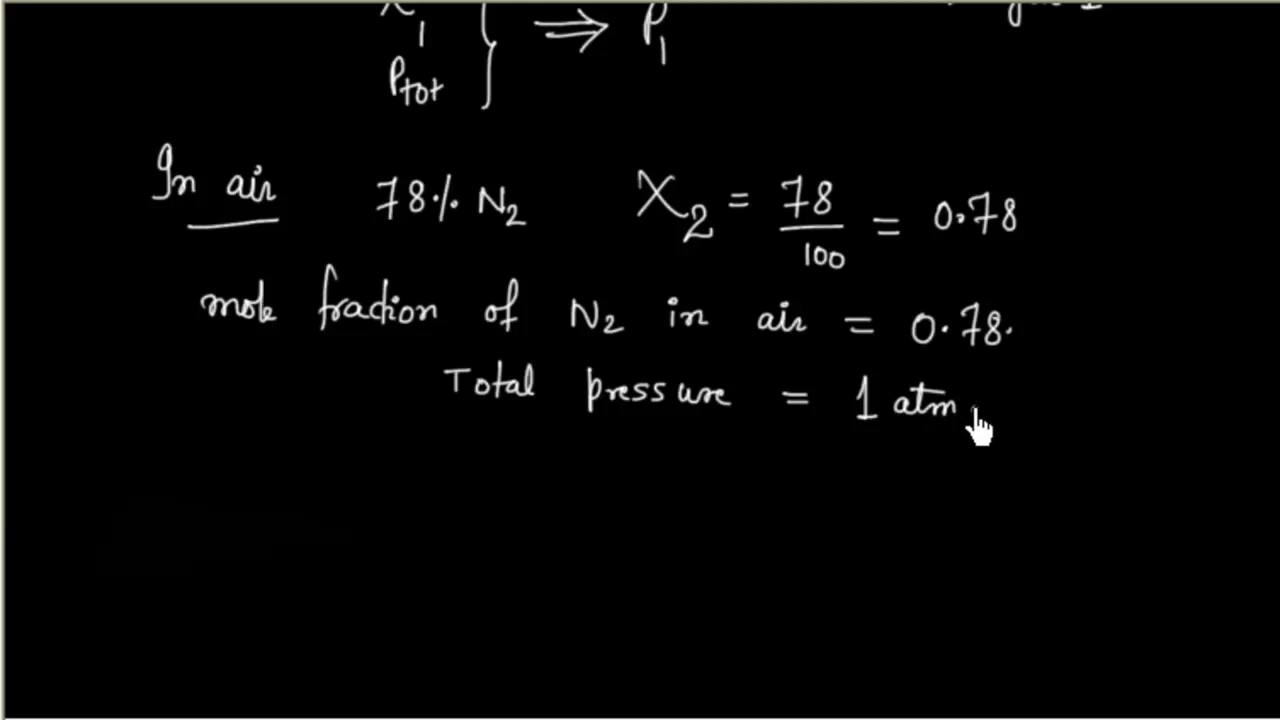 X₁ } ⇒ P₁
Ptot
In air 78% N₂ X₂ = 78/100 = 0.78
mole fraction of N₂ in air = 0.78.
Total pressure = 1 atm